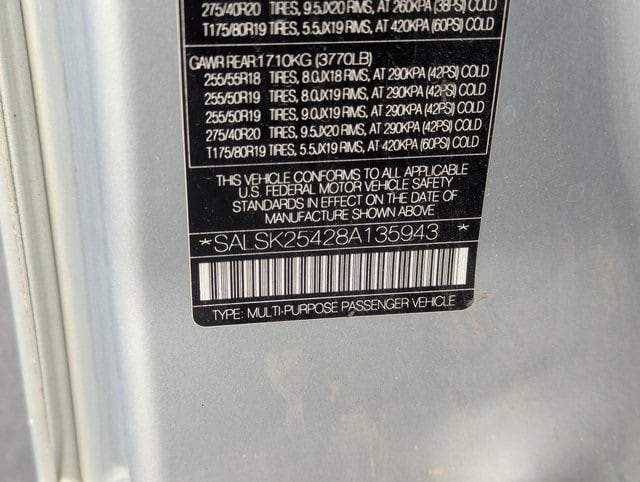 275/40R20 TIRES, 9.5JX20 RIMS, AT 260KPA (38PSI) COLD
T175/80R19 TIRES, 5.5JX19 RIMS, AT 420KPA (60PSI) COLD
GAWR REAR:1710KG (3770LB)
255/55R18 TIRES, 8.0JX18 RIMS, AT 290KPA (42PSI) COLD
255/50R19 TIRES, 8.0JX19 RIMS, AT 290KPA (42PSI) COLD
255/50R19 TIRES, 9.0JX19 RIMS, AT 290KPA (42PSI) COLD
275/40R20 TIRES, 9.5JX20 RIMS, AT 290KPA (42PSI) COLD
T175/80R19 TIRES, 5.5JX19 RIMS, AT 420KPA (60PSI) COLD
THIS VEHICLE CONFORMS TO ALL APPLICABLE
U.S. FEDERAL MOTOR VEHICLE SAFETY
STANDARDS IN EFFECT ON THE DATE OF
MANUFACTURE SHOWN ABOVE
*SALSK25428A135943 *
TYPE: MULTI-PURPOSE PASSENGER VEHICLE